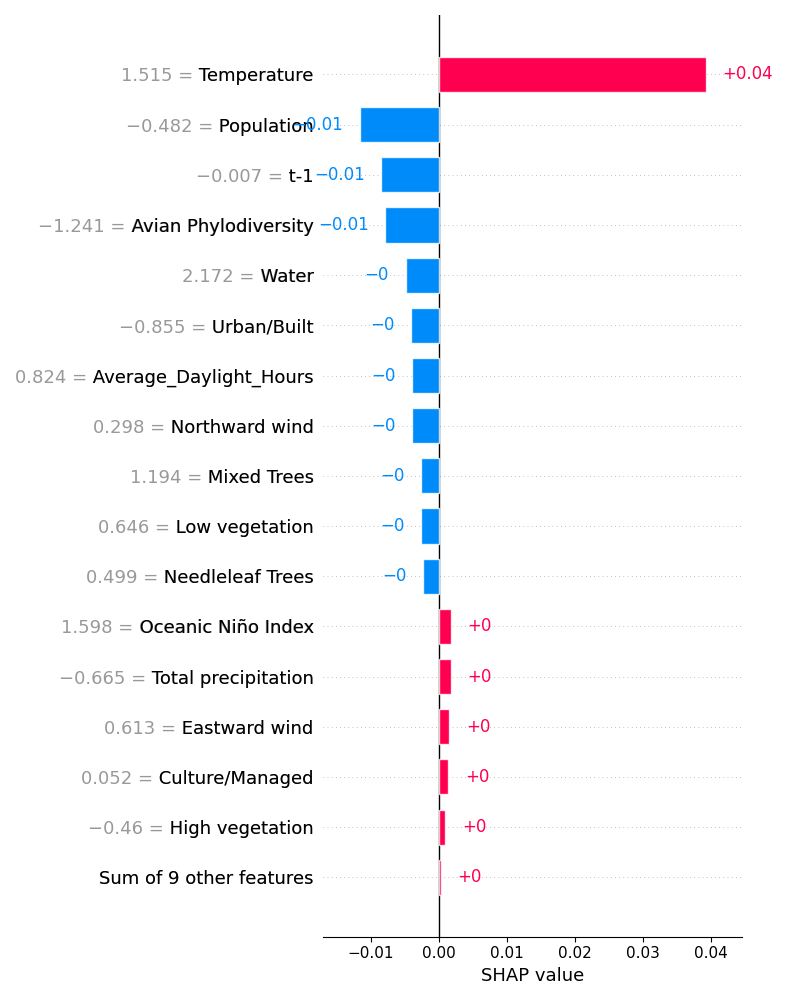 1.515 = Temperature +0.04
−0.482 = Population −0.01
−0.007 = t-1 −0.01
−1.241 = Avian Phylodiversity −0.01
2.172 = Water −0
−0.855 = Urban/Built −0
0.824 = Average_Daylight_Hours −0
0.298 = Northward wind −0
1.194 = Mixed Trees −0
0.646 = Low vegetation −0
0.499 = Needleleaf Trees −0
1.598 = Oceanic Niño Index +0
−0.665 = Total precipitation +0
0.613 = Eastward wind +0
0.052 = Culture/Managed +0
−0.46 = High vegetation +0
Sum of 9 other features +0
−0.01 0.00 0.01 0.02 0.03 0.04
SHAP value